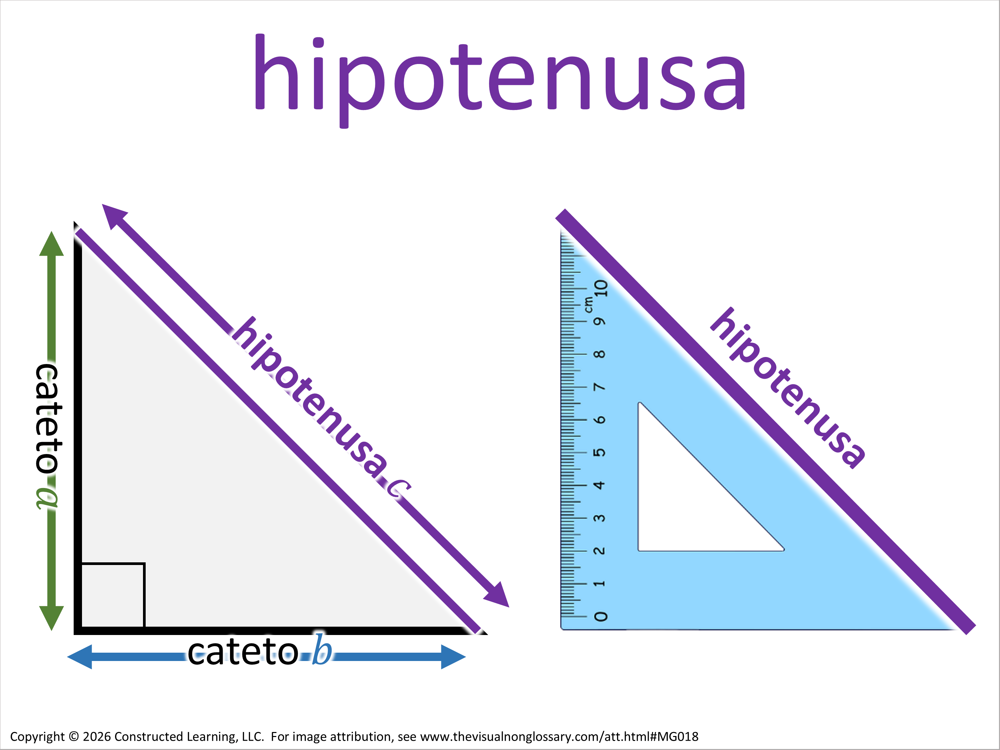 hipotenusa
cateto a
hipotenusa c
cateto b
10
cm
9
8
7
6
5
4
3
2
1
0
hipotenusa
Copyright © 2026 Constructed Learning, LLC.  For image attribution, see www.thevisualnonglossary.com/att.html#MG018